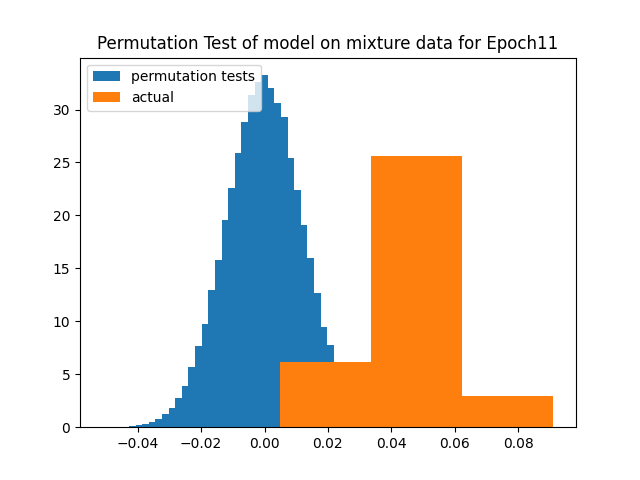 Permutation Test of model on mixture data for Epoch11
permutation tests
actual
30
25
20
15
10
5
0
−0.04 −0.02 0.00 0.02 0.04 0.06 0.08